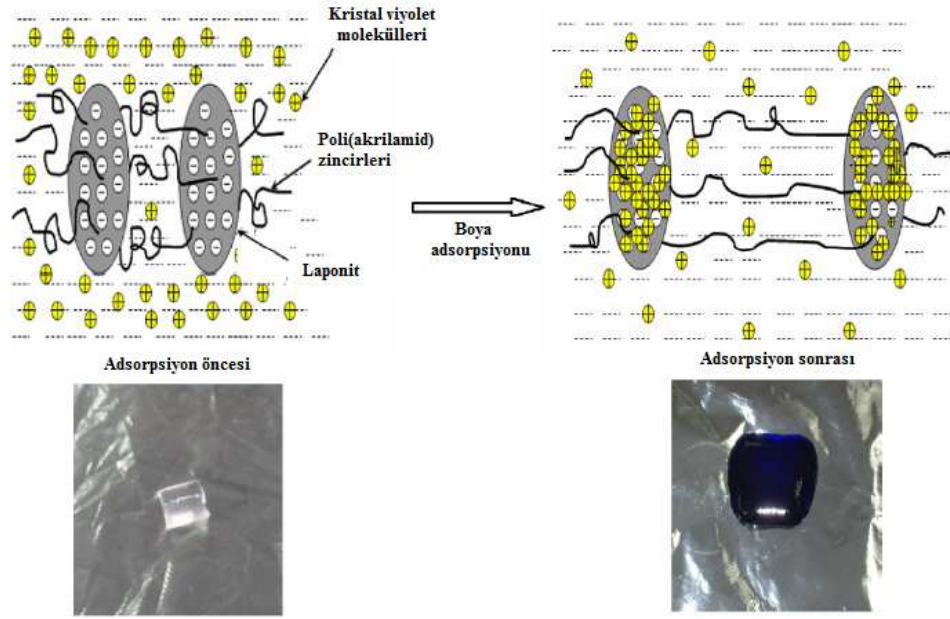 Kristal viyolet
molekülleri
Poli(akrilamid)
zincirleri
Laponit
Boya
adsorpsiyonu
Adsorpsiyon öncesi
Adsorpsiyon sonrası